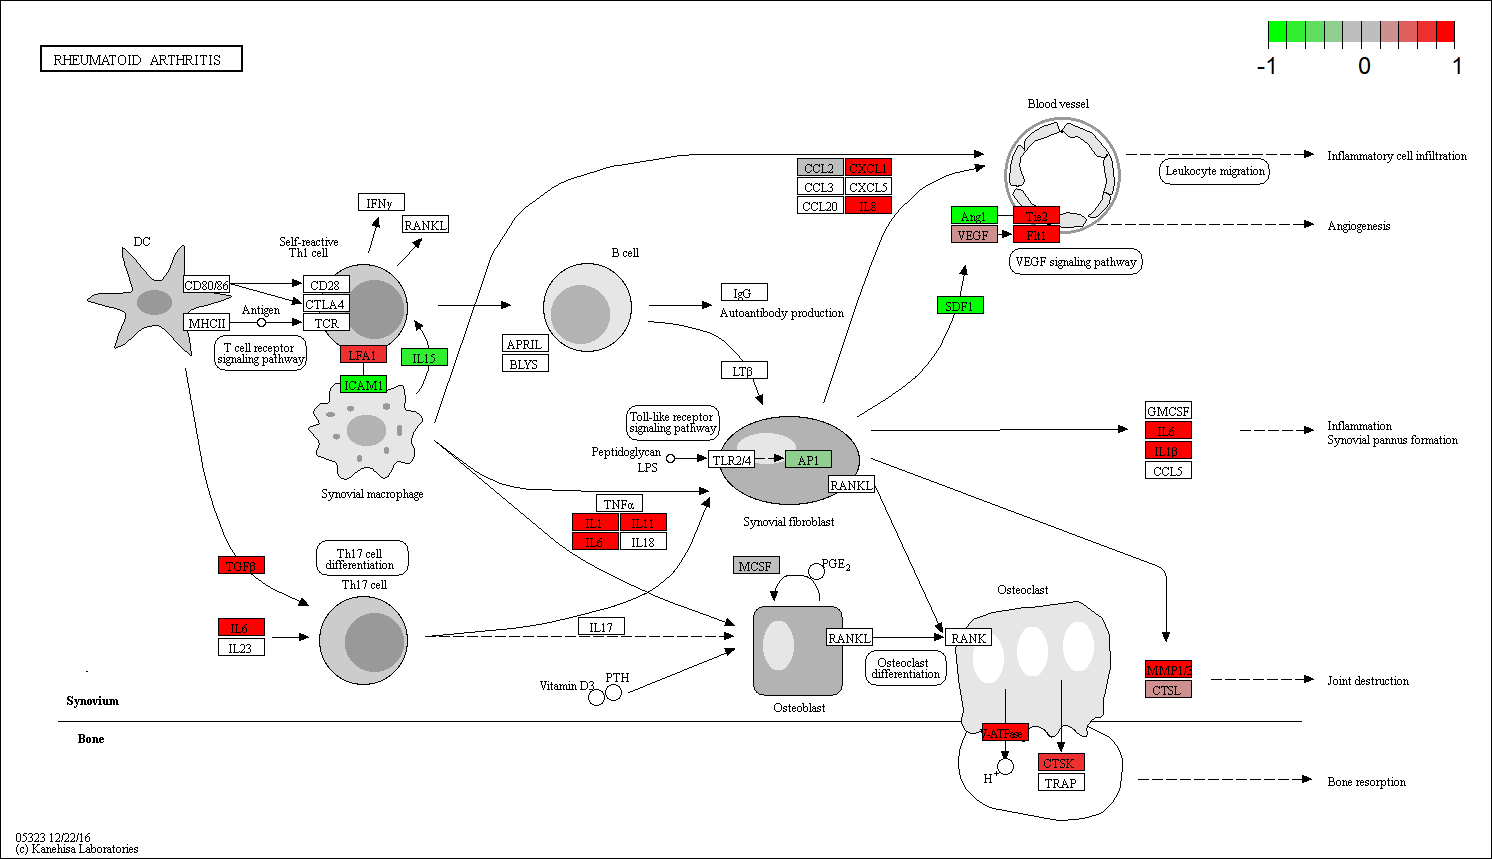 RHEUMATOID ARTHRITIS
-1 0 1
Blood vessel
Inflammatory cell infiltration
Leukocyte migration
CCL2 CXCL1
CCL3 CXCL5
CCL20 IL8
IFNγ
RANKL
Ang1 Tie2
VEGF Flt1
Angiogenesis
VEGF signaling pathway
DC
Self-reactive
Th1 cell
B cell
CD80/86
CD28
CTLA4
Antigen
MHCII
TCR
T cell receptor
signaling pathway
LFA1
IL15
ICAM1
IgG
Autoantibody production
SDF1
APRIL
BLYS
LTβ
Toll-like receptor
signaling pathway
Peptidoglycan
LPS
TLR2/4
AP1
RANKL
Synovial fibroblast
GMCSF
IL6
IL1β
CCL5
Inflammation
Synovial pannus formation
Synovial macrophage
TNFα
IL1 IL11
IL6 IL18
TGFβ
Th17 cell
differentiation
Th17 cell
IL6
IL23
IL17
MCSF
PGE2
Osteoclast
RANKL
RANK
Osteoclast
differentiation
Vitamin D3
PTH
Osteoblast
MMP1/3
CTSL
Joint destruction
Synovium
Bone
V-ATPase
H+
CTSK
TRAP
Bone resorption
05323 12/22/16
(c) Kanehisa Laboratories